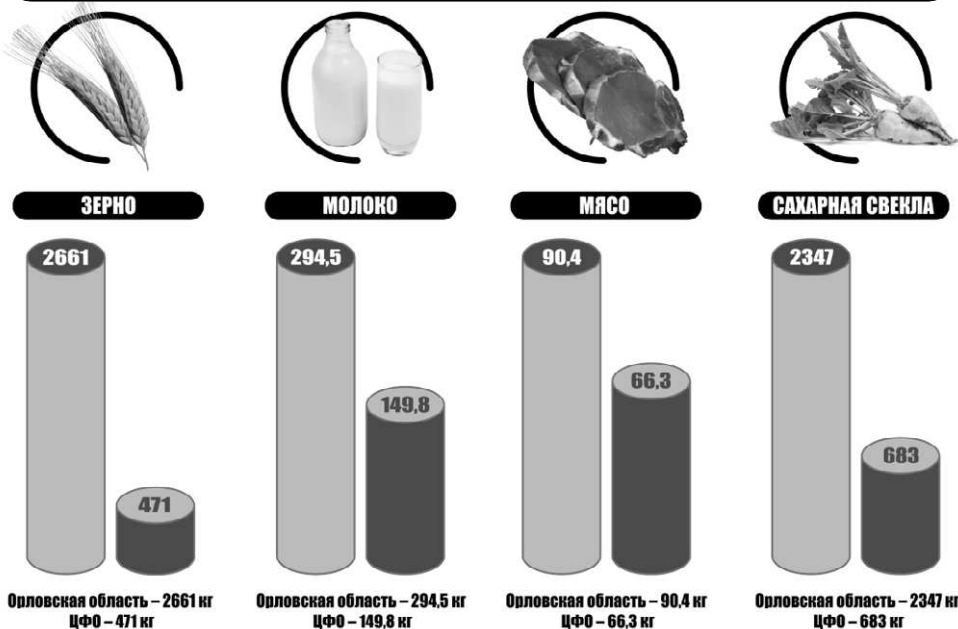 ЗЕРНО
МОЛОКО
МЯСО
САХАРНАЯ СВЕКЛА
2661
471
294,5
149,8
90,4
66,3
2347
683
Орловская область – 2661 кг
ЦФО – 471 кг
Орловская область – 294,5 кг
ЦФО – 149,8 кг
Орловская область – 90,4 кг
ЦФО – 66,3 кг
Орловская область – 2347 кг
ЦФО – 683 кг